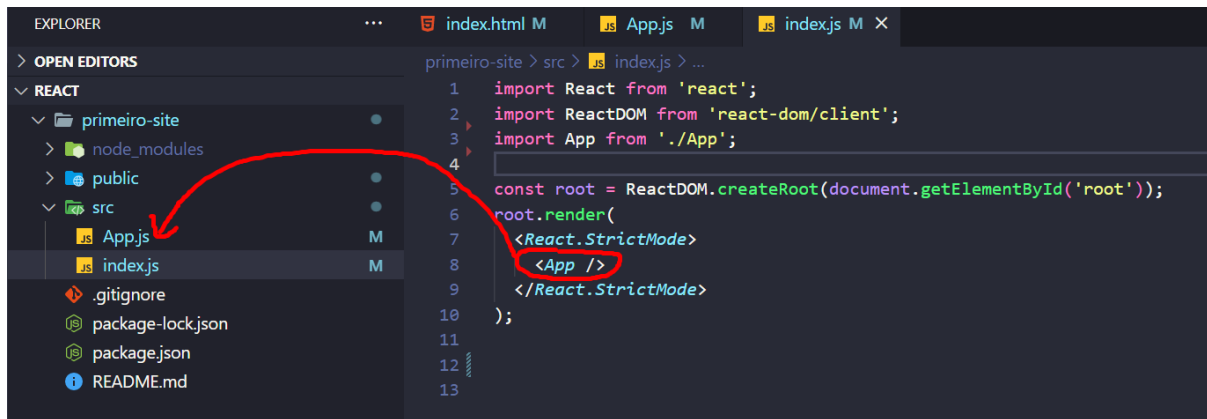 EXPLORER ...
OPEN EDITORS
REACT
primeiro-site
node_modules
public
src
App.js M
index.js M
.gitignore
package-lock.json
package.json
README.md
index.html M JS App.js M JS index.js M
primeiro-site > src > JS index.js > ...
1 import React from 'react';
2 import ReactDOM from 'react-dom/client';
3 import App from './App';
4
5 const root = ReactDOM.createRoot(document.getElementById('root'));
6 root.render(
7 <React.StrictMode>
8 <App />
9 </React.StrictMode>
10 );
11
12
13